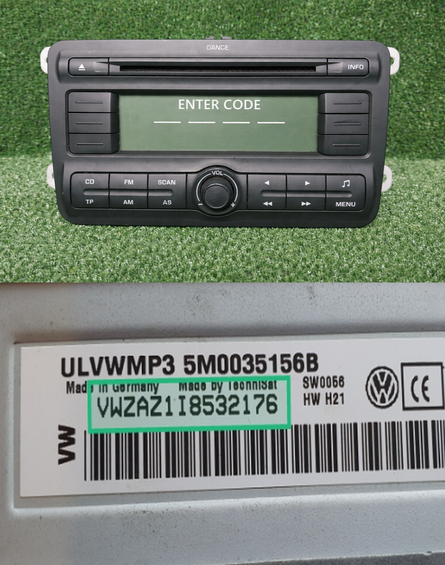 DANCE
INFO
ENTER CODE
CD FM SCAN
VOL
TP AM AS
- +
MENU
ULVWMP3 5M0035156B
Made in Germany Made by TechniSat
SW0056
HW H21
VWZAZ1I8532176
VW
CE